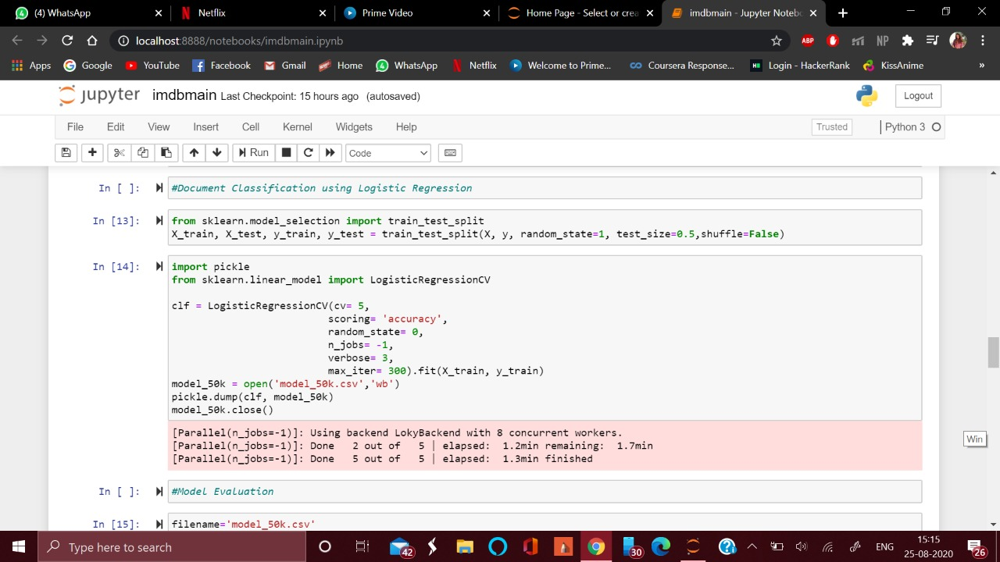 (4) WhatsApp
Netflix
Prime Video
Home Page - Select or crea
imdbmain - Jupyter Noteb
localhost:8888/notebooks/imdbmain.ipynb
ABP
NP
Apps
Google
YouTube
Facebook
Gmail
Home
WhatsApp
Netflix
Welcome to Prime...
Coursera Response...
Login - HackerRank
KissAnime
»
jupyter imdbmain Last Checkpoint: 15 hours ago (autosaved)
Logout
File Edit View Insert Cell Kernel Widgets Help
Trusted
Python 3
Run
Code
In [ ]: #Document Classification using Logistic Regression
In [13]: from sklearn.model_selection import train_test_split
X_train, X_test, y_train, y_test = train_test_split(X, y, random_state=1, test_size=0.5,shuffle=False)
In [14]: import pickle
from sklearn.linear_model import LogisticRegressionCV
clf = LogisticRegressionCV(cv= 5,
scoring= 'accuracy',
random_state= 0,
n_jobs= -1,
verbose= 3,
max_iter= 300).fit(X_train, y_train)
model_50k = open('model_50k.csv','wb')
pickle.dump(clf, model_50k)
model_50k.close()
[Parallel(n_jobs=-1)]: Using backend LokyBackend with 8 concurrent workers.
[Parallel(n_jobs=-1)]: Done 2 out of 5 | elapsed: 1.2min remaining: 1.7min
[Parallel(n_jobs=-1)]: Done 5 out of 5 | elapsed: 1.3min finished
Win
In [ ]: #Model Evaluation
In [15]: filename='model_50k.csv'
Type here to search
42
30
ENG
15:15
25-08-2020
26